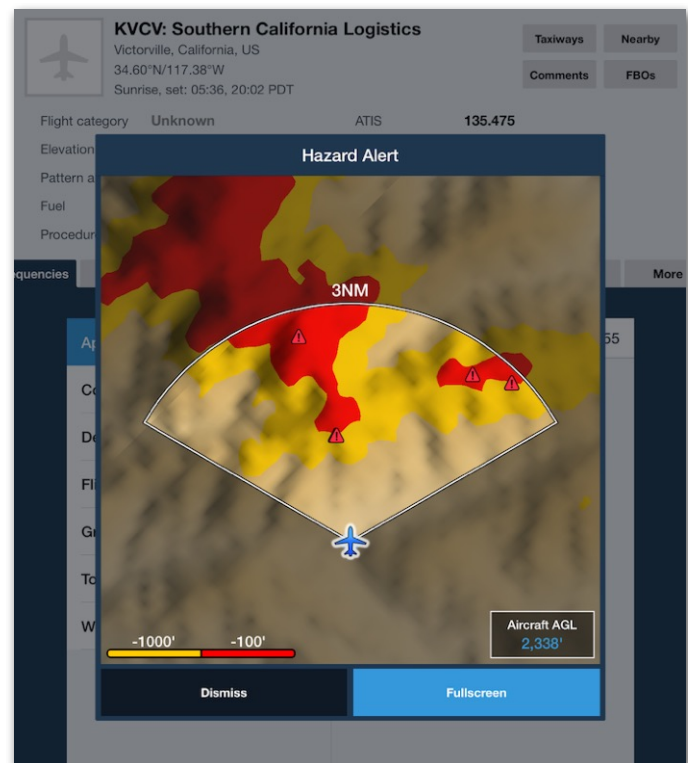 KVCV: Southern California Logistics
Victorville, California, US
34.60°N/117.38°W
Sunrise, set: 05:36, 20:02 PDT
Taxiways
Nearby
Comments
FBOs
Flight category Unknown
ATIS 135.475
Elevation
Pattern a
Fuel
Procedur
Hazard Alert
equencies
More
3NM
Ap
55
Co
De
Fli
Gr
To
W
-1000' -100'
Aircraft AGL
2,338'
Dismiss
Fullscreen